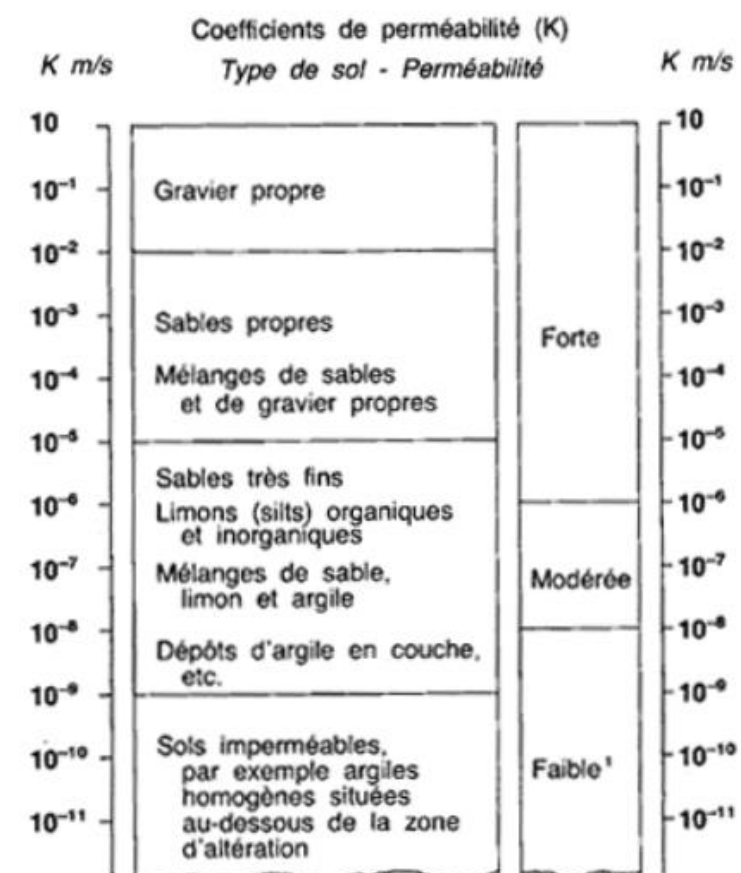 Coefficients de perméabilité (K)
K m/s
Type de sol - Perméabilité
K m/s
10
10⁻¹
10⁻²
10⁻³
10⁻⁴
10⁻⁵
10⁻⁶
10⁻⁷
10⁻⁸
10⁻⁹
10⁻¹⁰
10⁻¹¹
Gravier propre
Sables propres
Mélanges de sables
et de gravier propres
Sables très fins
Limons (silts) organiques
et inorganiques
Mélanges de sable,
limon et argile
Dépôts d'argile en couche,
etc.
Sols imperméables,
par exemple argiles
homogènes situées
au-dessous de la zone
d'altération
Forte
Modérée
Faible¹
10
10⁻¹
10⁻²
10⁻³
10⁻⁴
10⁻⁵
10⁻⁶
10⁻⁷
10⁻⁸
10⁻⁹
10⁻¹⁰
10⁻¹¹